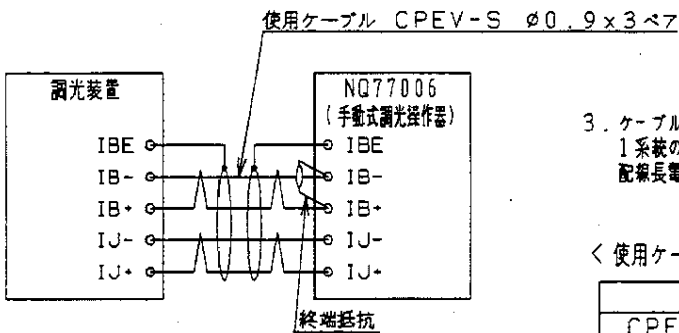 使用ケーブル CPEV-S Ø0.9×3ペア
調光装置
IBE
IB-
IB+
IJ-
IJ+
NQ77006
(手動式調光操作器)
IBE
IB-
IB+
IJ-
IJ+
終端抵抗
3.ケーブル
1系統の
配線長電
<使用ケー
CPE